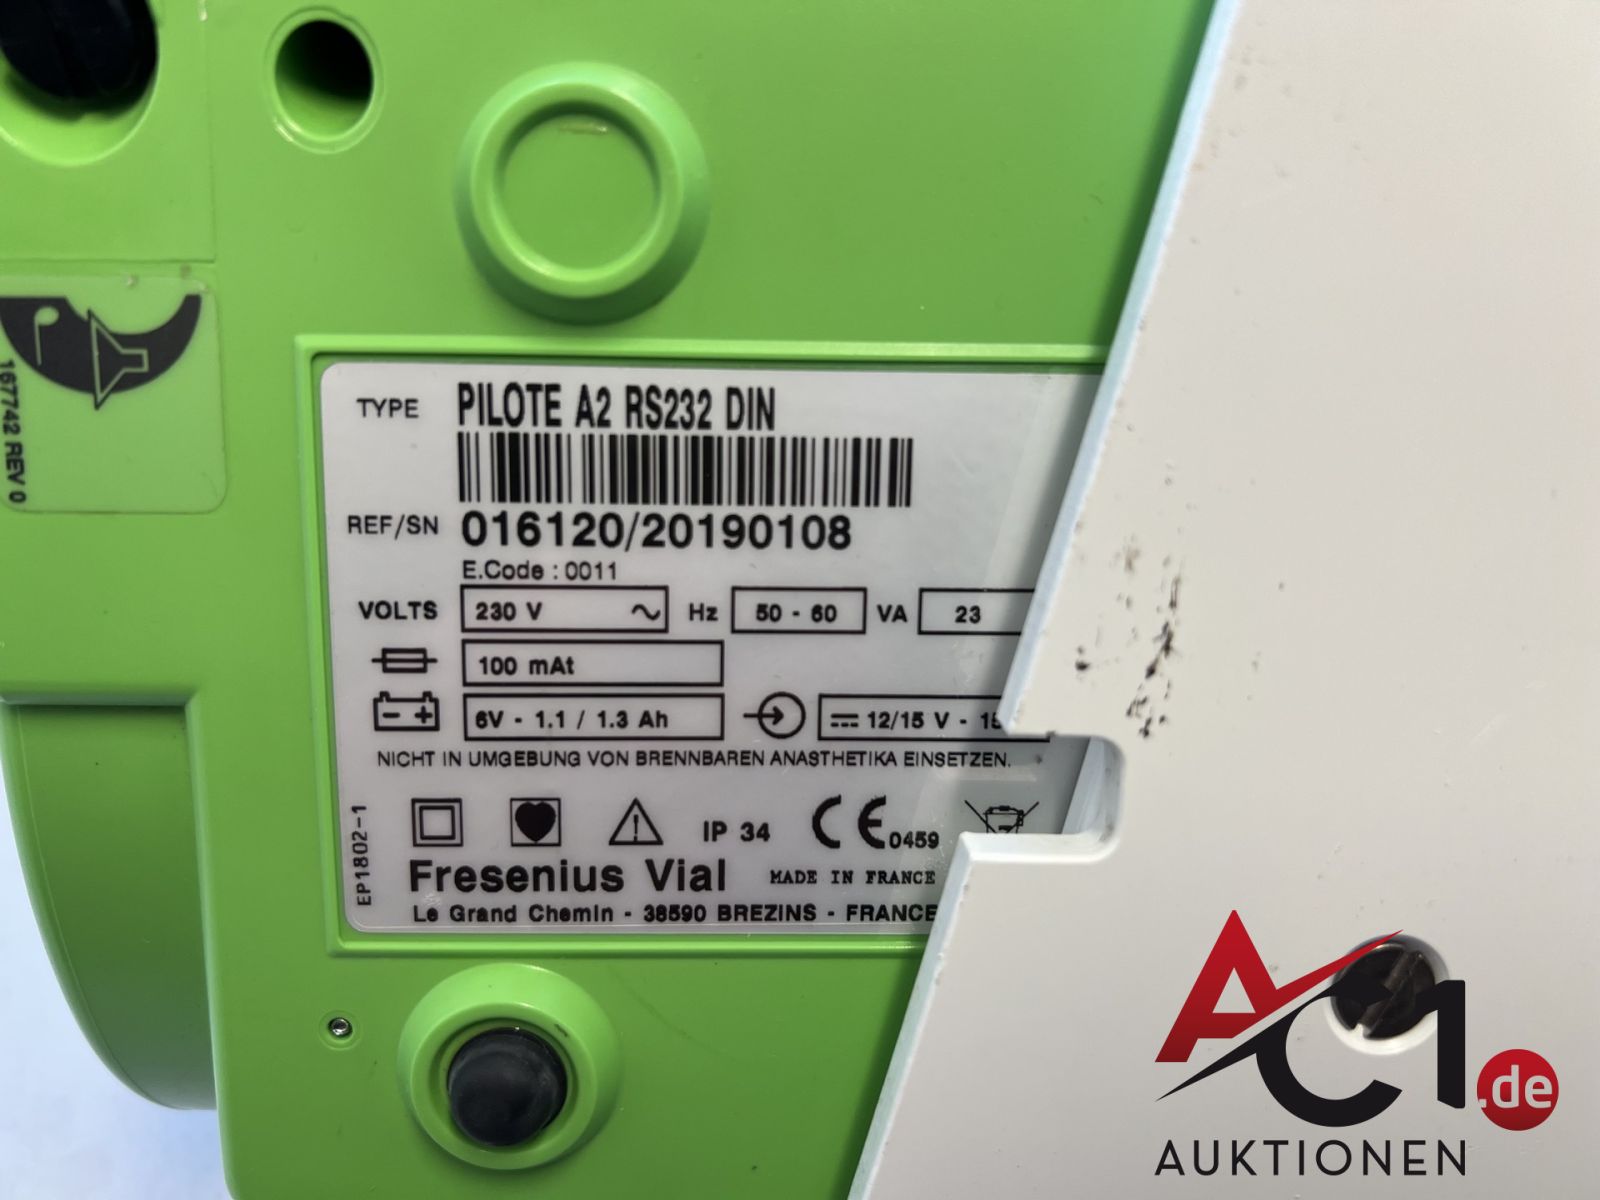 167742 REV 0
TYPE PILOTE A2 RS232 DIN
REF/SN 016120/20190108
E.Code : 0011
VOLTS 230 V ~ Hz 50 - 60 VA 23
100 mAt
6V - 1.1 / 1.3 Ah 12/15 V - 15
NICHT IN UMGEBUNG VON BRENNBAREN ANASTHETIKA EINSETZEN.
IP 34 CE 0459
EP1802-1
Fresenius Vial MADE IN FRANCE
Le Grand Chemin - 38590 BREZINS - FRANCE
AC1.de
AUKTIONEN